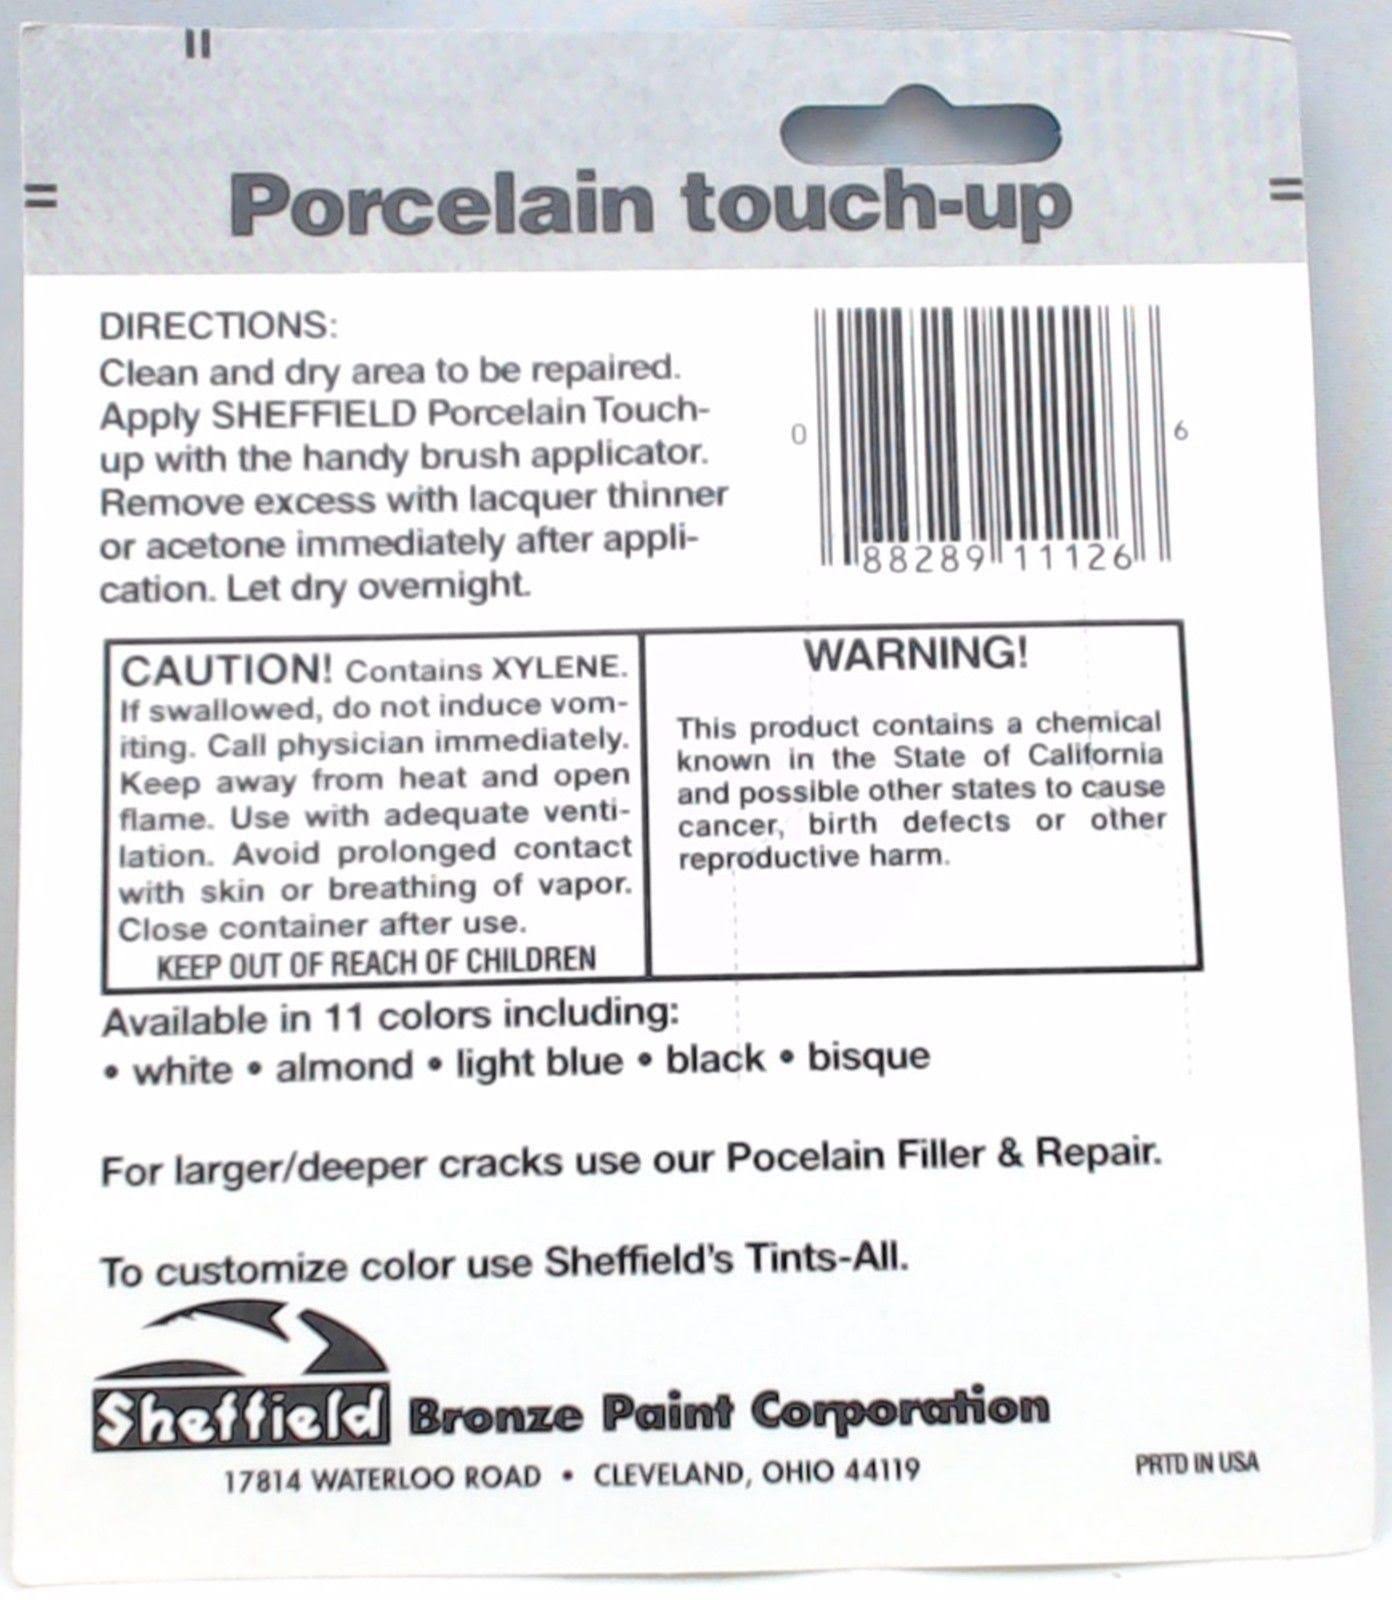 Porcelain touch-up
DIRECTIONS:
Clean and dry area to be repaired.
Apply SHEFFIELD Porcelain Touch-
up with the handy brush applicator.
Remove excess with lacquer thinner
or acetone immediately after appli-
cation. Let dry overnight.
0 88289 11126 6
CAUTION! Contains XYLENE.
If swallowed, do not induce vom-
iting. Call physician immediately.
Keep away from heat and open
flame. Use with adequate venti-
lation. Avoid prolonged contact
with skin or breathing of vapor.
Close container after use.
KEEP OUT OF REACH OF CHILDREN
WARNING!
This product contains a chemical
known in the State of California
and possible other states to cause
cancer, birth defects or other
reproductive harm.
Available in 11 colors including:
• white • almond • light blue • black • bisque
For larger/deeper cracks use our Pocelain Filler & Repair.
To customize color use Sheffield's Tints-All.
Sheffield Bronze Paint Corporation
17814 WATERLOO ROAD • CLEVELAND, OHIO 44119
PRTD IN USA